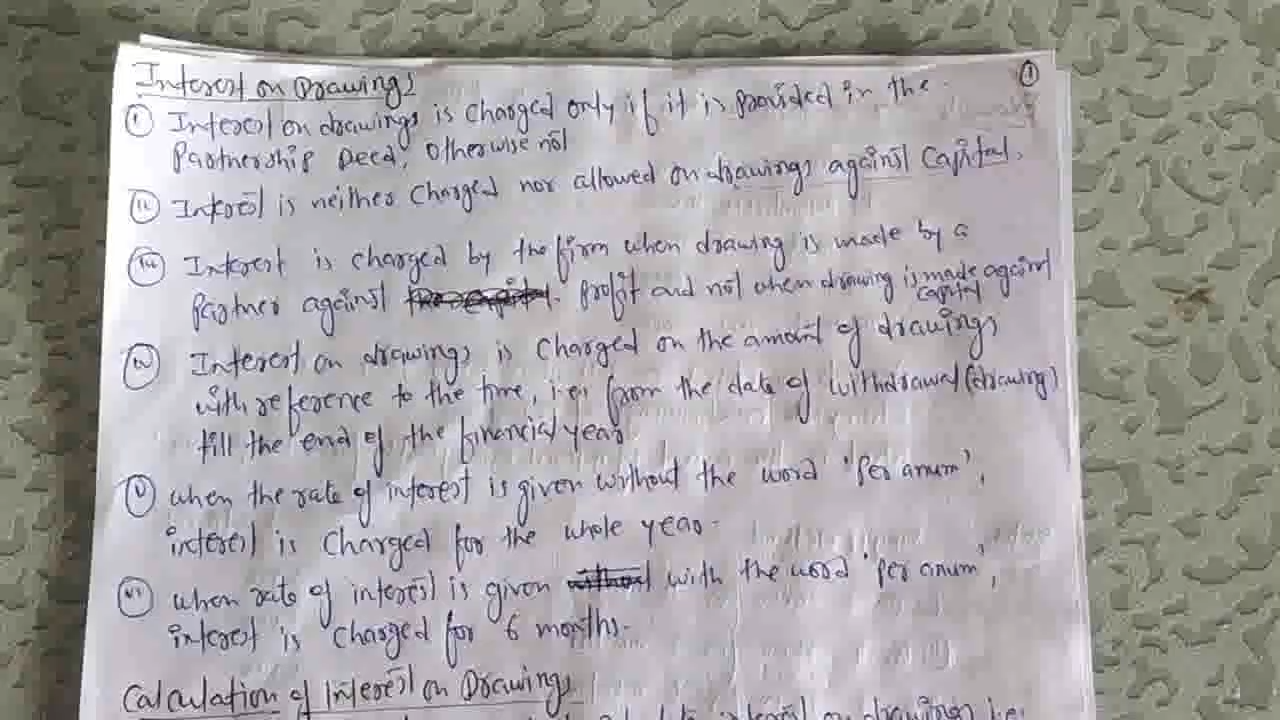 Interest on Drawings
①
(i) Interest on drawings is charged only if it is provided in the
Partnership Deed, otherwise not
(ii) Interest is neither charged nor allowed on drawings against Capital.
(iii) Interest is charged by the firm when drawing is made by a
Partner against profit and not when drawing is made against
capital
(iv) Interest on drawings is charged on the amount of drawings
with reference to the time, i.e. from the date of withdrawal (drawing)
till the end of the financial year
(v) when the rate of interest is given without the word 'Per anum',
interest is charged for the whole year.
(vi) when rate of interest is given with the word 'per anum',
interest is charged for 6 months.
Calculation of Interest on Drawings
interest on drawings i.e.